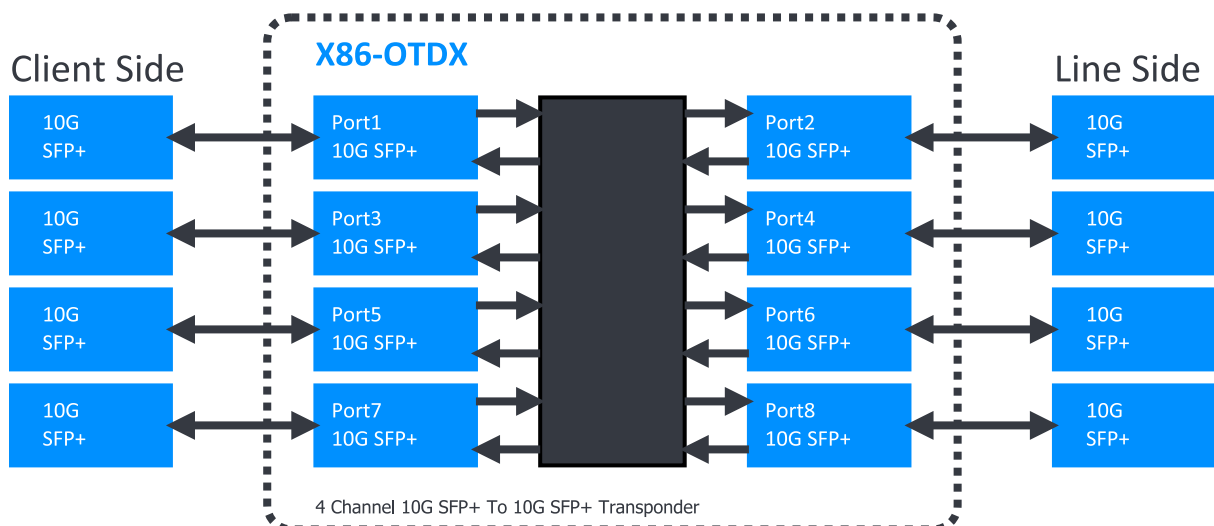 X86-OTDX
Client Side
Line Side
10G
SFP+
Port1
10G SFP+
Port2
10G SFP+
10G
SFP+
10G
SFP+
Port3
10G SFP+
Port4
10G SFP+
10G
SFP+
10G
SFP+
Port5
10G SFP+
Port6
10G SFP+
10G
SFP+
10G
SFP+
Port7
10G SFP+
Port8
10G SFP+
10G
SFP+
4 Channel 10G SFP+ To 10G SFP+ Transponder